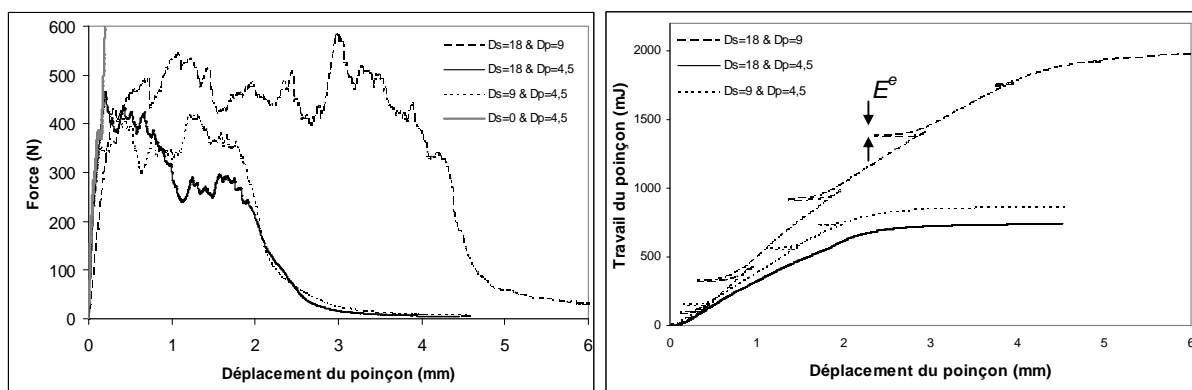 600
500
400
300
200
100
0
Force (N)
0 1 2 3 4 5 6
Déplacement du poinçon (mm)
Ds=18 & Dp=9
Ds=18 & Dp=4,5
Ds=9 & Dp=4,5
Ds=0 & Dp=4,5
2000
1500
1000
500
0
Travail du poinçon (mJ)
0 1 2 3 4 5 6
Déplacement du poinçon (mm)
Ds=18 & Dp=9
Ds=18 & Dp=4,5
Ds=9 & Dp=4,5
E^e